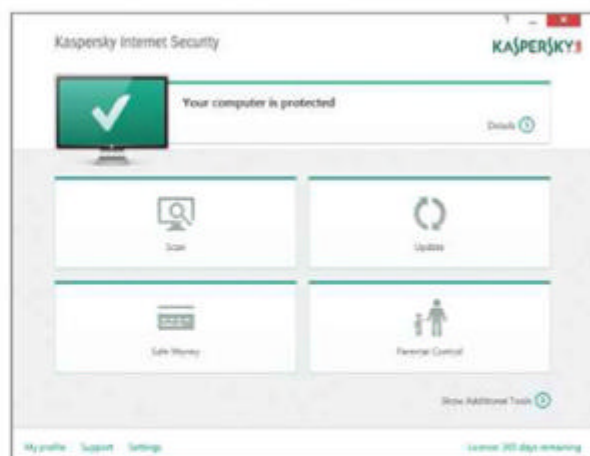 ?
Kaspersky Internet Security
KASPERSKY
Your computer is protected
Details
Scan
Update
Safe Money
Parental Control
Show Additional Tools
My profile Support Settings
License: 365 days remaining